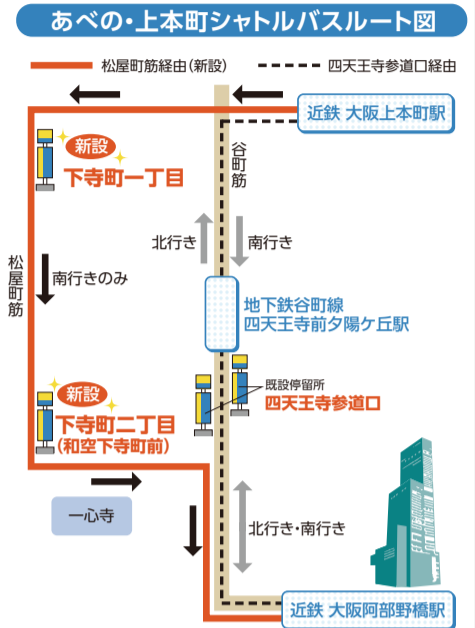 あべの・上本町シャトルバスルート図
松屋町筋経由(新設)
四天王寺参道口経由
近鉄 大阪上本町駅
新設
下寺町一丁目
谷町筋
北行き
南行き
松屋町筋
南行きのみ
地下鉄谷町線
四天王寺前夕陽ケ丘駅
既設停留所
四天王寺参道口
新設
下寺町二丁目
(和空下寺町前)
一心寺
北行き・南行き
近鉄 大阪阿部野橋駅